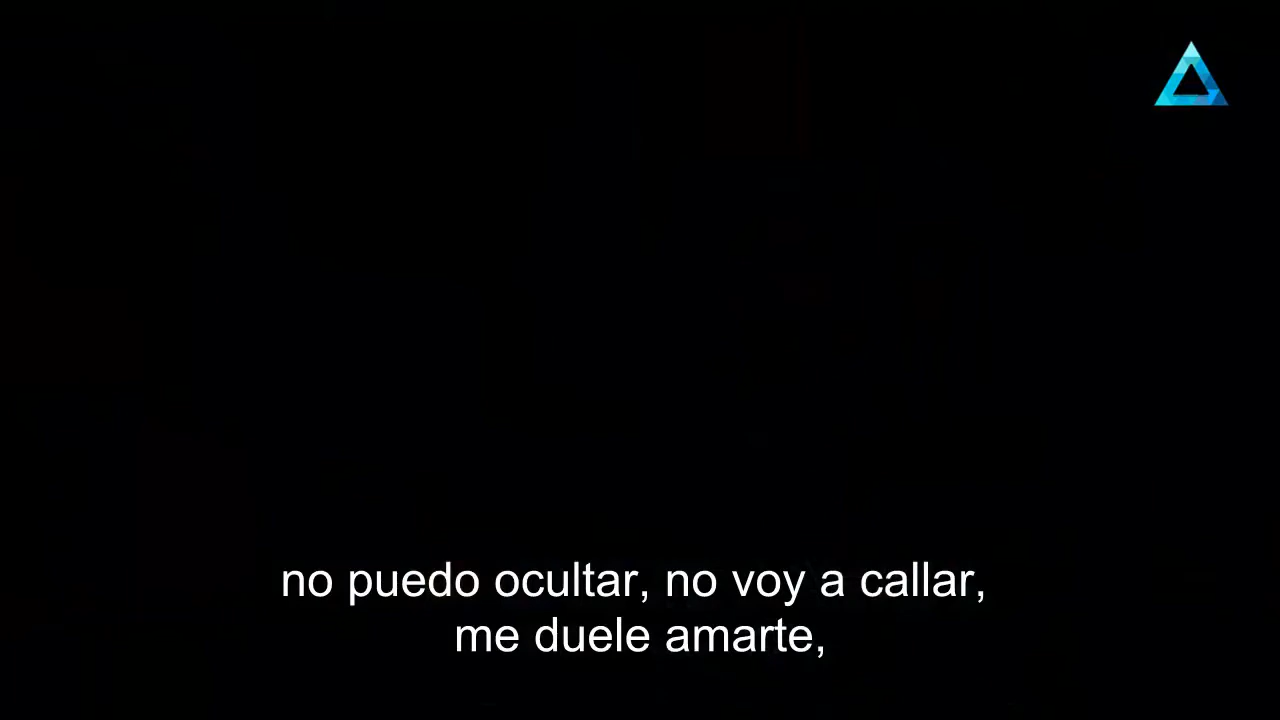 no puedo ocultar, no voy a callar,
me duele amarte,